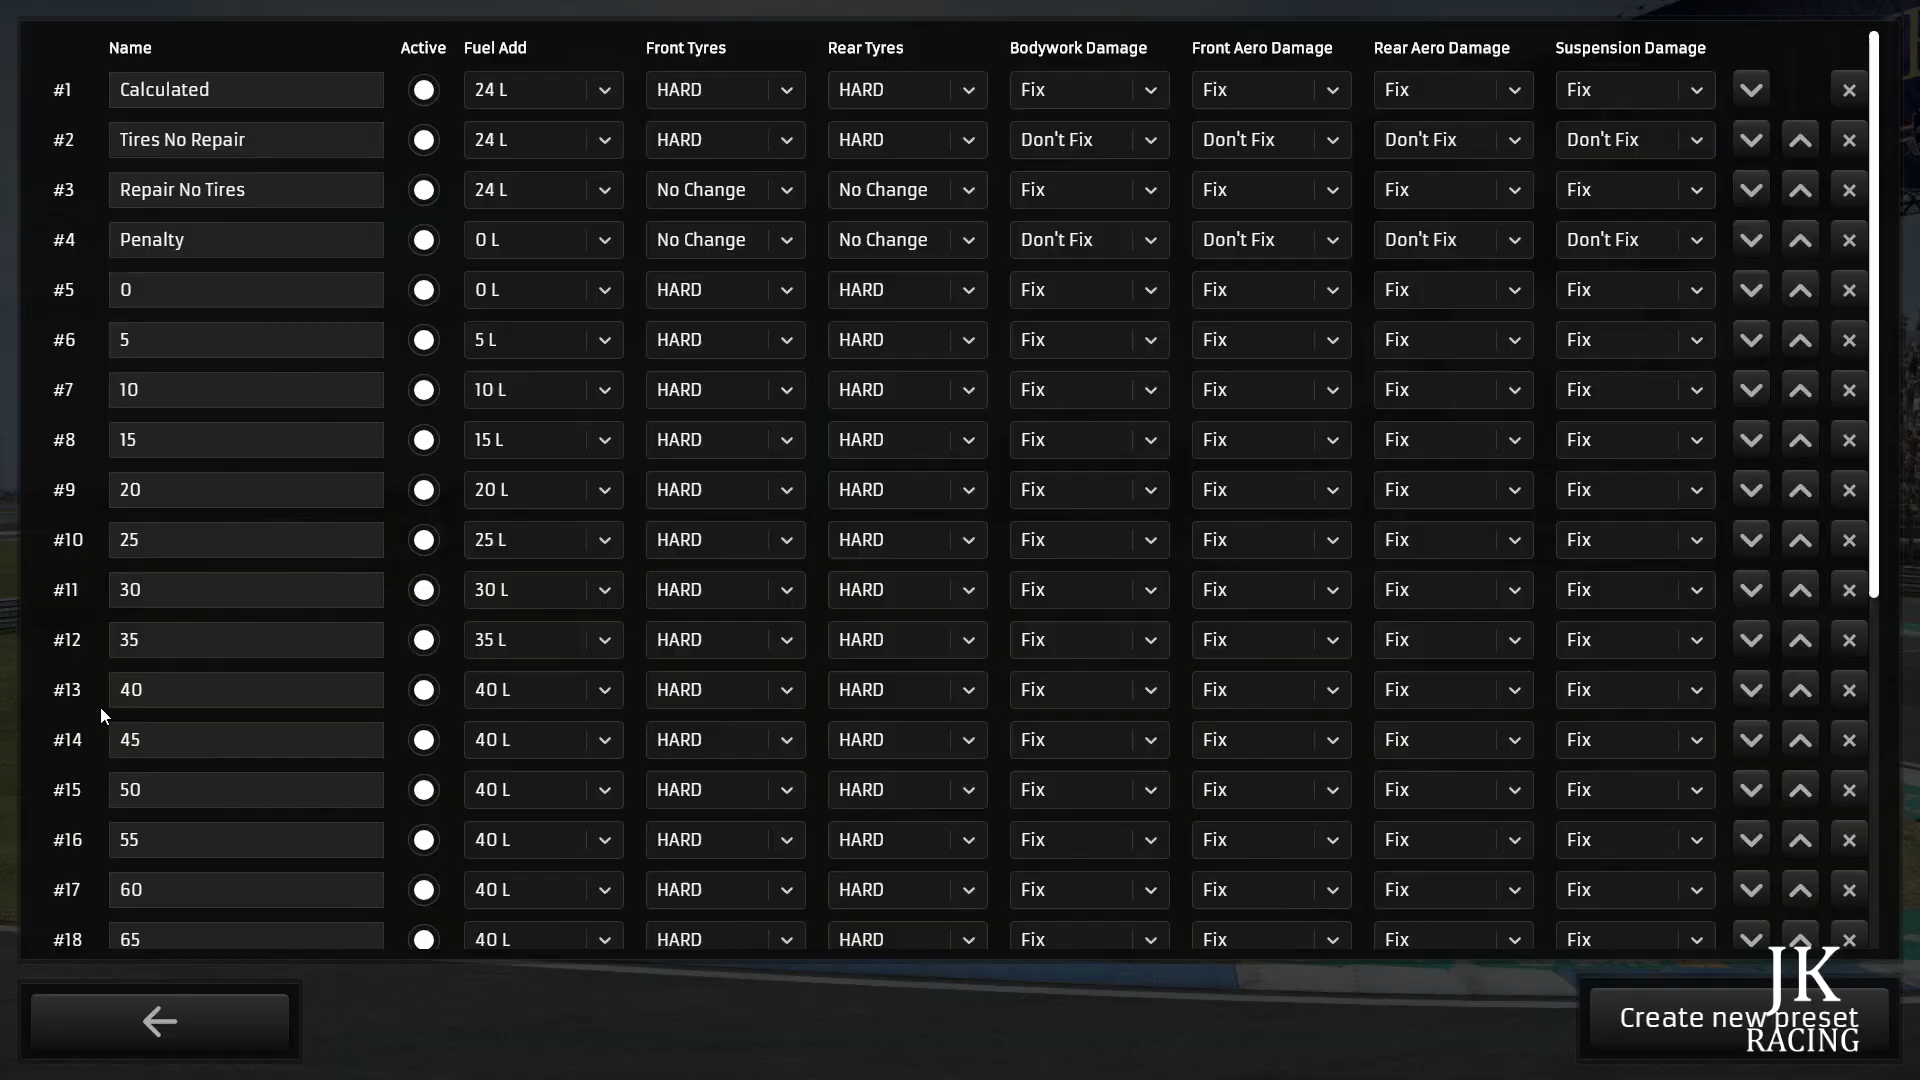 Name Active Fuel Add Front Tyres Rear Tyres Bodywork Damage Front Aero Damage Rear Aero Damage Suspension Damage
#1 Calculated 24 L HARD HARD Fix Fix Fix Fix
#2 Tires No Repair 24 L HARD HARD Don't Fix Don't Fix Don't Fix Don't Fix
#3 Repair No Tires 24 L No Change No Change Fix Fix Fix Fix
#4 Penalty 0 L No Change No Change Don't Fix Don't Fix Don't Fix Don't Fix
#5 0 0 L HARD HARD Fix Fix Fix Fix
#6 5 5 L HARD HARD Fix Fix Fix Fix
#7 10 10 L HARD HARD Fix Fix Fix Fix
#8 15 15 L HARD HARD Fix Fix Fix Fix
#9 20 20 L HARD HARD Fix Fix Fix Fix
#10 25 25 L HARD HARD Fix Fix Fix Fix
#11 30 30 L HARD HARD Fix Fix Fix Fix
#12 35 35 L HARD HARD Fix Fix Fix Fix
#13 40 40 L HARD HARD Fix Fix Fix Fix
#14 45 40 L HARD HARD Fix Fix Fix Fix
#15 50 40 L HARD HARD Fix Fix Fix Fix
#16 55 40 L HARD HARD Fix Fix Fix Fix
#17 60 40 L HARD HARD Fix Fix Fix Fix
#18 65 40 L HARD HARD Fix Fix Fix Fix
Create new preset
JK
RACING